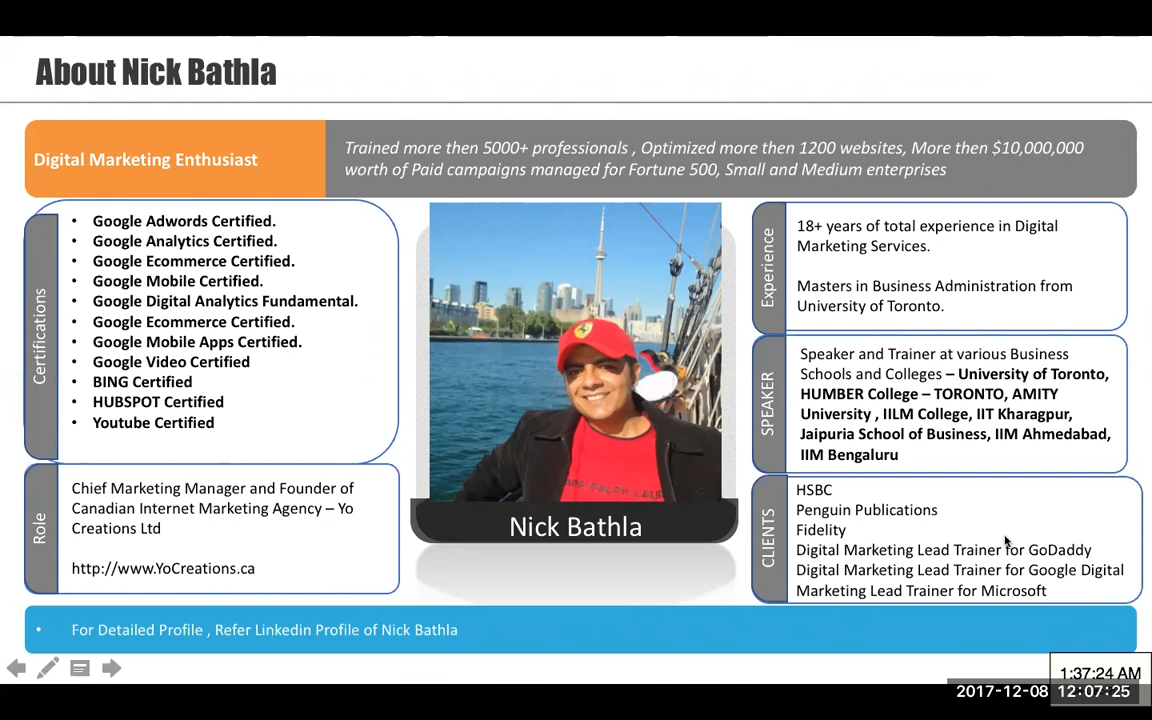 About Nick Bathla
Digital Marketing Enthusiast
Trained more then 5000+ professionals , Optimized more then 1200 websites, More then $10,000,000
worth of Paid campaigns managed for Fortune 500, Small and Medium enterprises
Certifications
• Google Adwords Certified.
• Google Analytics Certified.
• Google Ecommerce Certified.
• Google Mobile Certified.
• Google Digital Analytics Fundamental.
• Google Ecommerce Certified.
• Google Mobile Apps Certified.
• Google Video Certified
• BING Certified
• HUBSPOT Certified
• Youtube Certified
Role
Chief Marketing Manager and Founder of
Canadian Internet Marketing Agency – Yo
Creations Ltd
http://www.YoCreations.ca
Nick Bathla
Experience
18+ years of total experience in Digital
Marketing Services.
Masters in Business Administration from
University of Toronto.
SPEAKER
Speaker and Trainer at various Business
Schools and Colleges – University of Toronto,
HUMBER College – TORONTO, AMITY
University , IILM College, IIT Kharagpur,
Jaipuria School of Business, IIM Ahmedabad,
IIM Bengaluru
CLIENTS
HSBC
Penguin Publications
Fidelity
Digital Marketing Lead Trainer for GoDaddy
Digital Marketing Lead Trainer for Google Digital
Marketing Lead Trainer for Microsoft
• For Detailed Profile , Refer Linkedin Profile of Nick Bathla
1:37:24 AM
2017-12-08 12:07:25